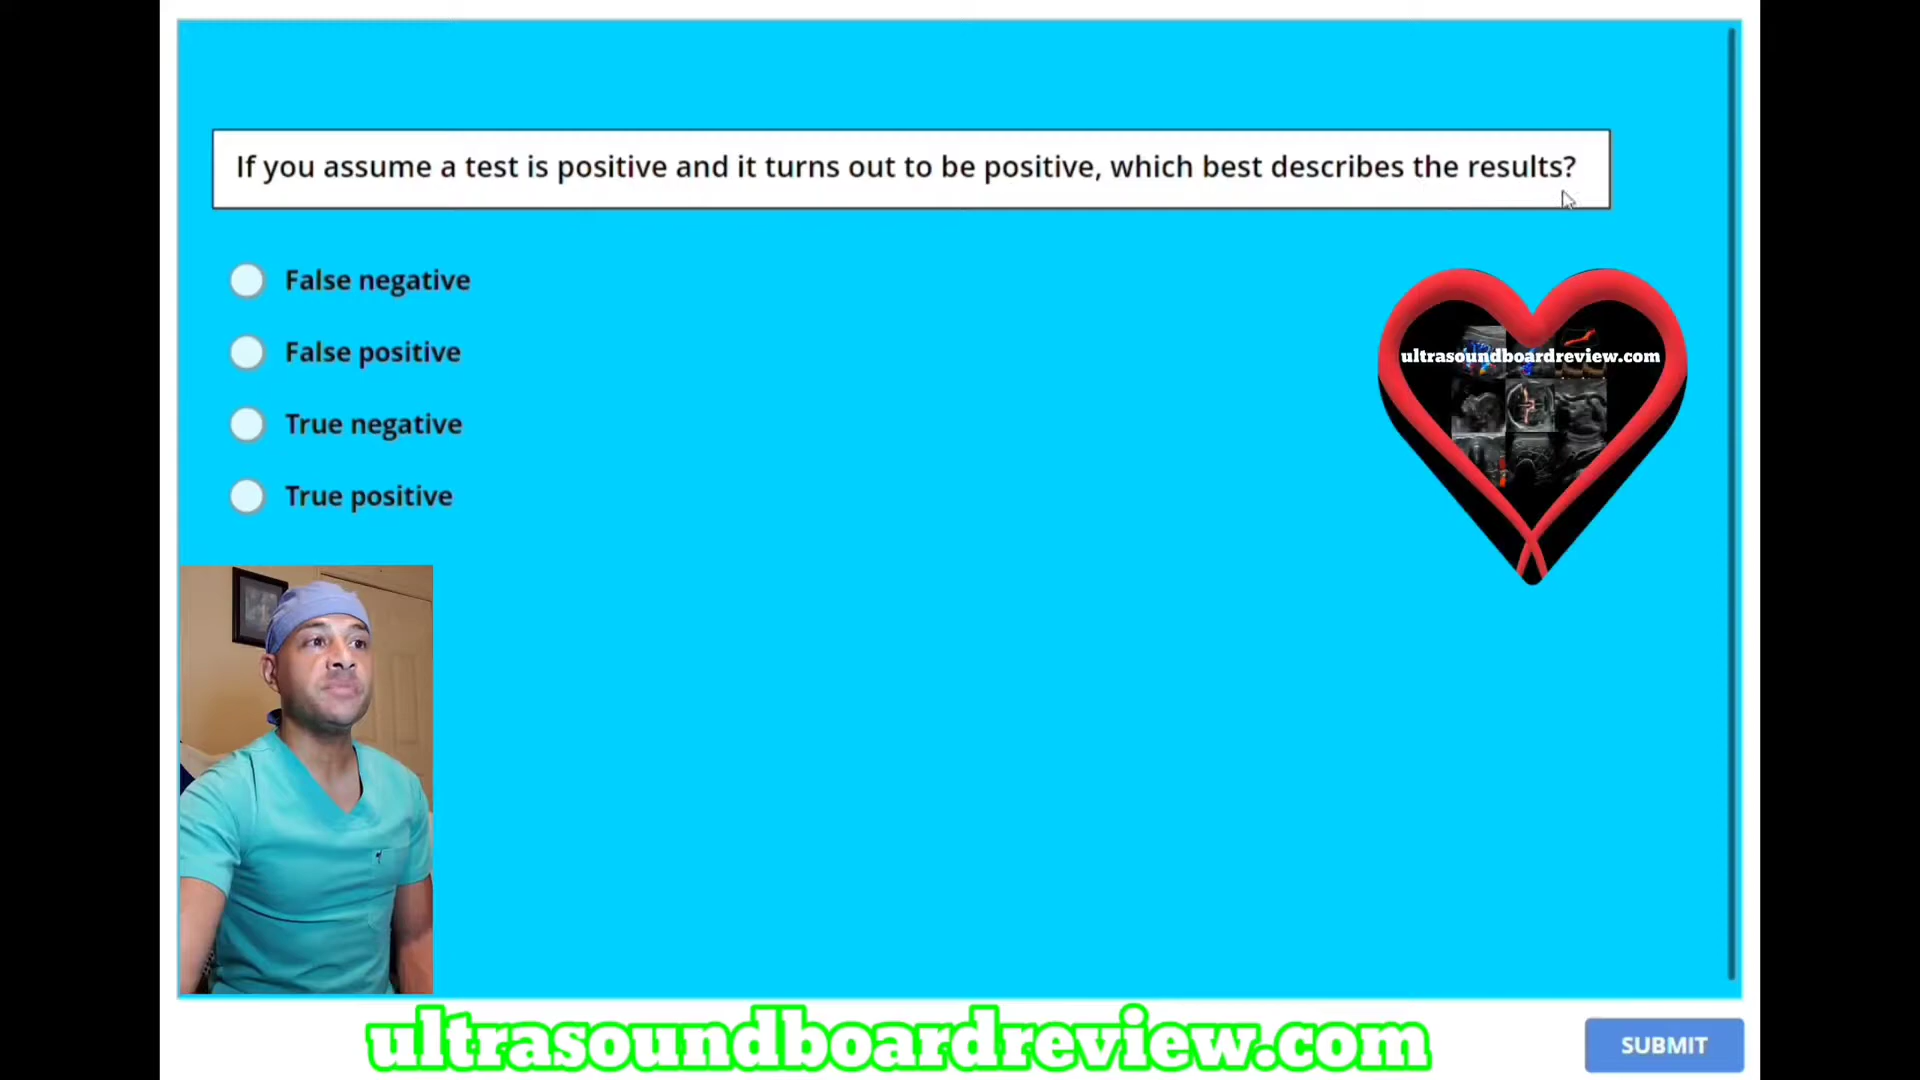 If you assume a test is positive and it turns out to be positive, which best describes the results?
False negative
False positive
True negative
True positive
ultrasoundboardreview.com
ultrasoundboardreview.com
SUBMIT